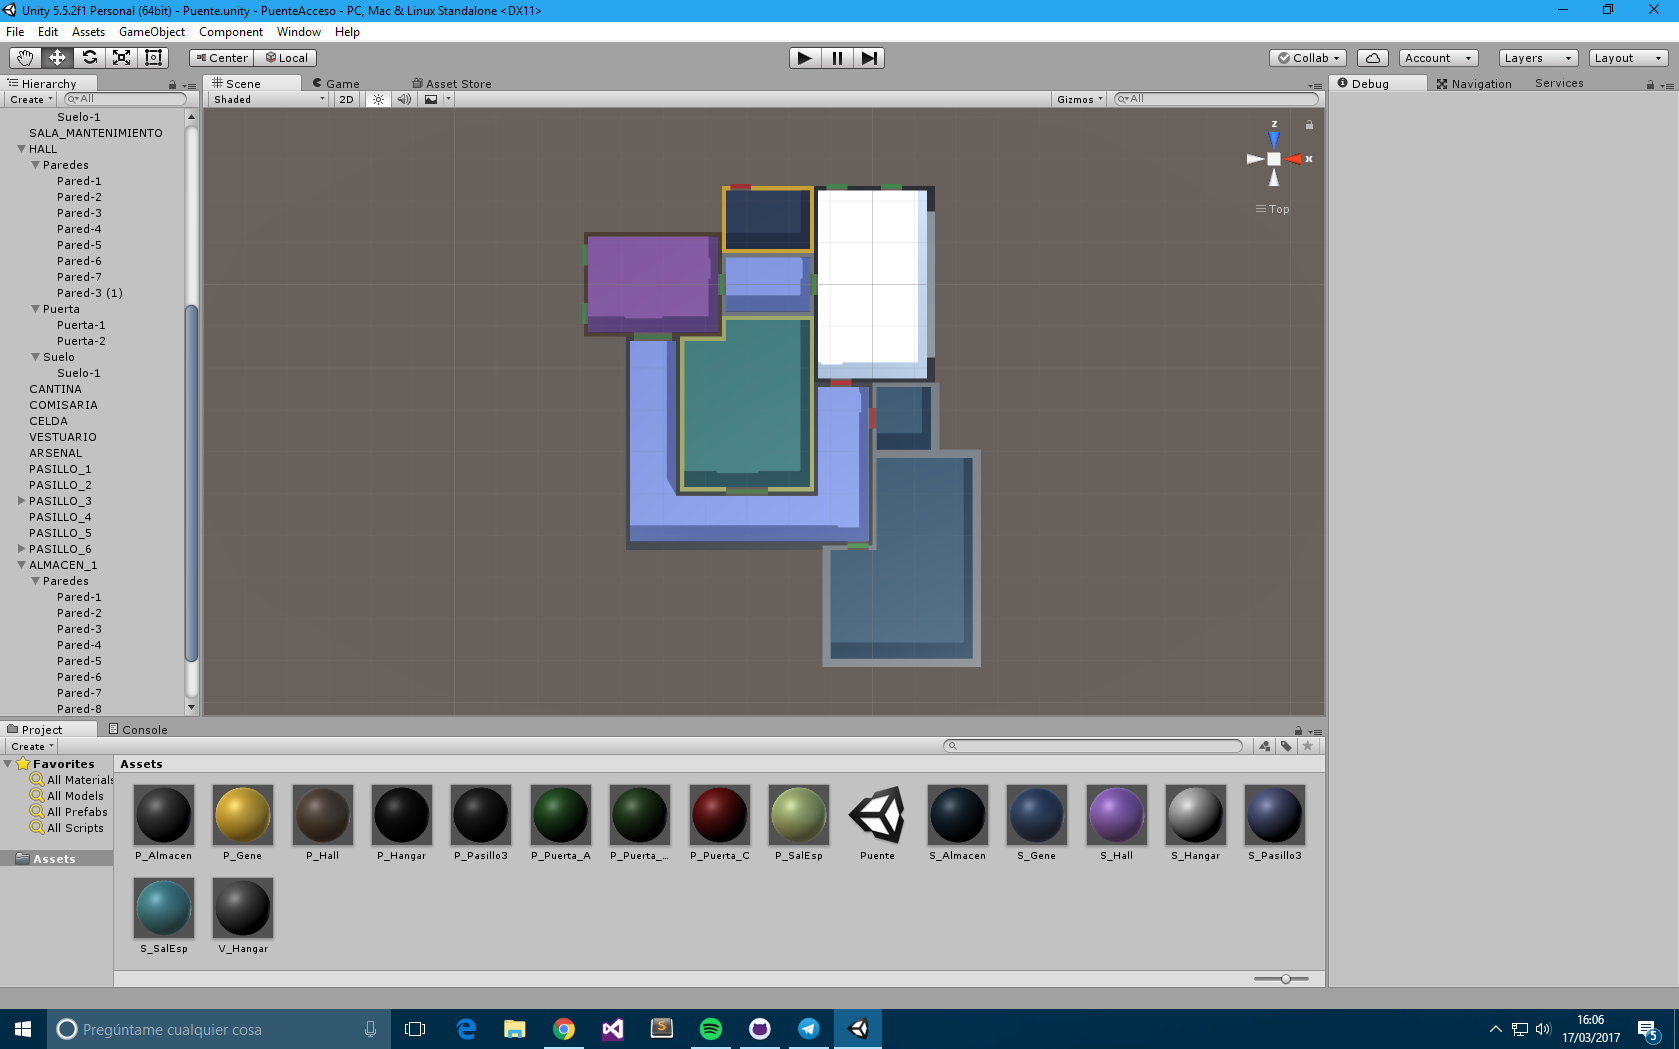 Unity 5.5.2f1 Personal (64bit) - Puente.unity - PuenteAcceso - PC, Mac & Linux Standalone <DX11>
File Edit Assets GameObject Component Window Help
Center Local Collab Account Layers Layout
Hierarchy
Create All
Suelo-1
SALA_MANTENIMIENTO
HALL
Paredes
Pared-1
Pared-2
Pared-3
Pared-4
Pared-5
Pared-6
Pared-7
Pared-3 (1)
Puerta
Puerta-1
Puerta-2
Suelo
Suelo-1
CANTINA
COMISARIA
CELDA
VESTUARIO
ARSENAL
PASILLO_1
PASILLO_2
PASILLO_3
PASILLO_4
PASILLO_5
PASILLO_6
ALMACEN_1
Paredes
Pared-1
Pared-2
Pared-3
Pared-4
Pared-5
Pared-6
Pared-7
Pared-8
Scene Game Asset Store
Shaded 2D Gizmos All
z
x
Top
Debug Navigation Services
Project Console
Create
Favorites
All Materials
All Models
All Prefabs
All Scripts
Assets
Assets
P_Almacen P_Gene P_Hall P_Hangar P_Pasillo3 P_Puerta_A P_Puerta_... P_Puerta_C P_SalEsp Puente S_Almacen S_Gene S_Hall S_Hangar S_Pasillo3
S_SalEsp V_Hangar
Pregúntame cualquier cosa
S
16:06
17/03/2017
5